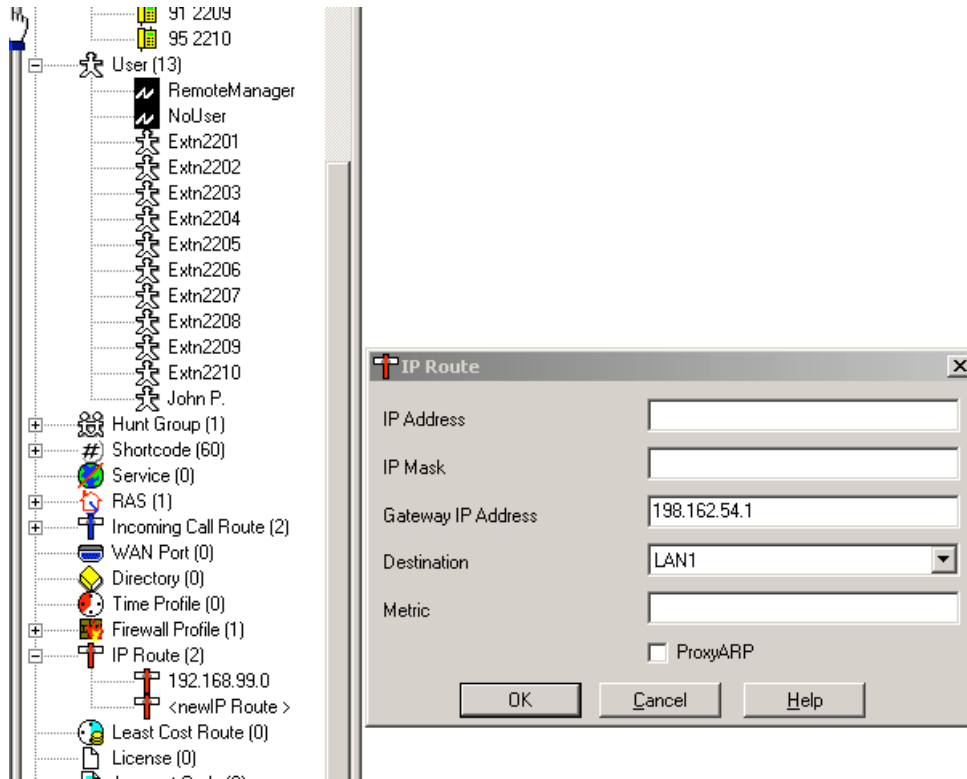 91 2209
95 2210
User (13)
RemoteManager
NoUser
Extn2201
Extn2202
Extn2203
Extn2204
Extn2205
Extn2206
Extn2207
Extn2208
Extn2209
Extn2210
John P.
Hunt Group (1)
Shortcode (60)
Service (0)
RAS (1)
Incoming Call Route (2)
WAN Port (0)
Directory (0)
Time Profile (0)
Firewall Profile (1)
IP Route (2)
192.168.99.0
<newIP Route >
Least Cost Route (0)
License (0)
IP Route
IP Address
IP Mask
Gateway IP Address 198.162.54.1
Destination LAN1
Metric
ProxyARP
OK Cancel Help